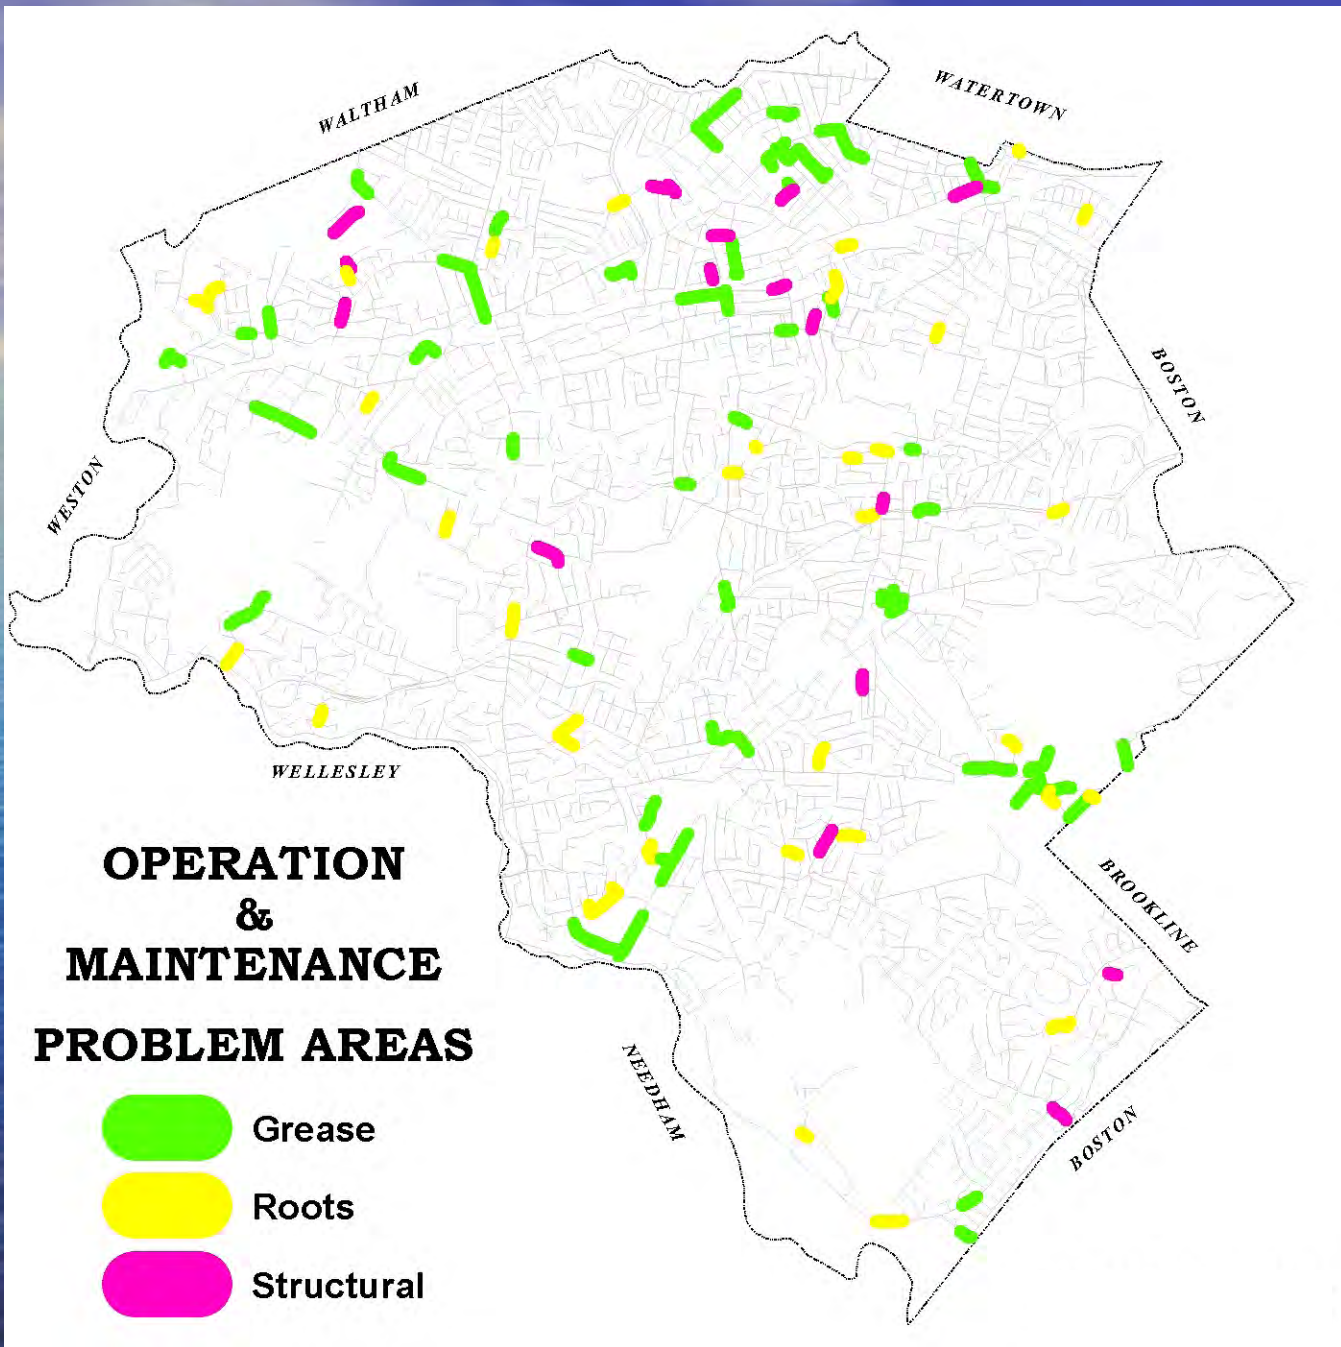 WALTHAM
WATERTOWN
BOSTON
WESTON
WELLESLEY
OPERATION
&
MAINTENANCE
PROBLEM AREAS
BROOKLINE
NEEDHAM
BOSTON
Grease
Roots
Structural